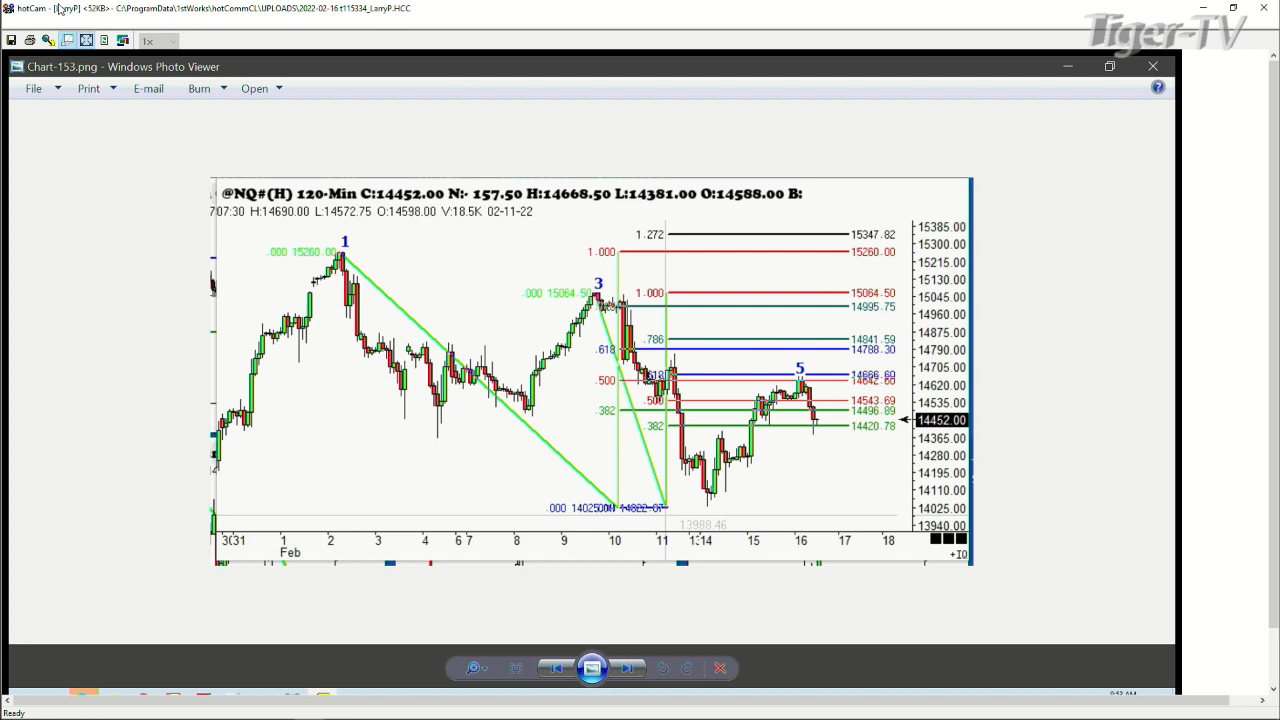 hotCam - [LarryP] <52KB>- C:\ProgramData\1stWorks\hotCommCL\UPLOADS\2022-02-16 t115334_LarryP.HCC
Tiger-TV
1x
Chart-153.png - Windows Photo Viewer
File Print E-mail Burn Open
@NQ#(H) 120-Min C:14452.00 N:- 157.50 H:14668.50 L:14381.00 O:14588.00 B:
07:30 H:14690.00 L:14572.75 O:14598.00 V:18.5K 02-11-22
15385.00
1.272 15347.82
1 15300.00
.000 15260.00 1.000 15260.00
15215.00
3 15130.00
.000 15064.50 1.000 15064.50
15045.00
14995.75
14960.00
14875.00
.786 14841.59
.618 14788.30 14790.00
5 14705.00
14666.60
.500 14642.60
14620.00
.500 14543.69 14535.00
.382 14496.89
14452.00
.382 14420.78
14365.00
14280.00
14195.00
14110.00
.000 14025.00 14025.00
13988.46 13940.00
3 31 1 2 3 4 6 7 8 9 10 11 14 15 16 17 18
Feb
+IQ
Ready